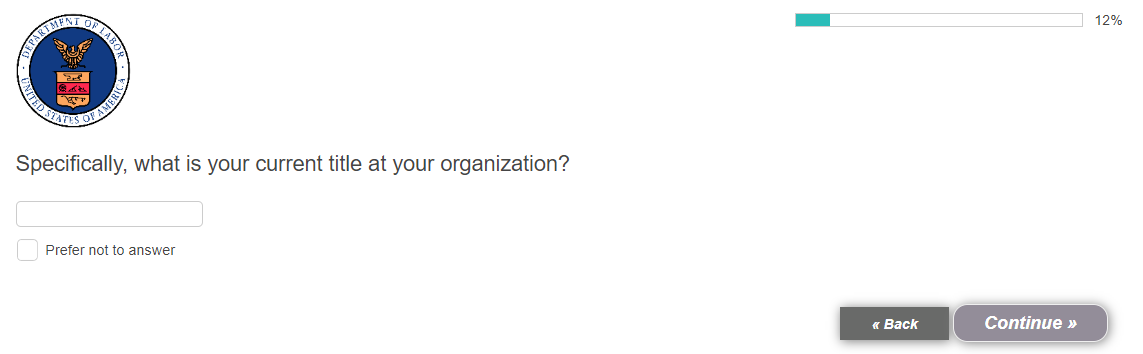 DEPARTMENT OF LABOR
UNITED STATES OF AMERICA
12%
Specifically, what is your current title at your organization?
Prefer not to answer
« Back
Continue »